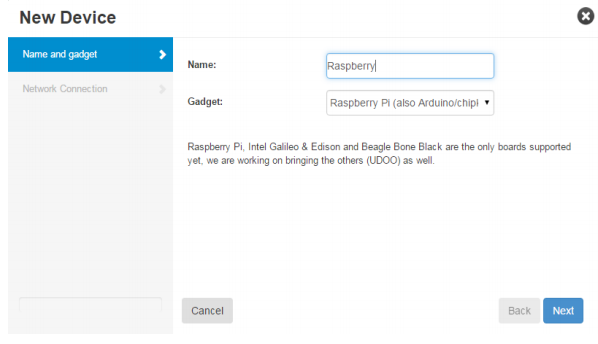 New Device
Name and gadget
Network Connection
Name:
Raspberry
Gadget:
Raspberry Pi (also Arduino/chip
Raspberry Pi, Intel Galileo & Edison and Beagle Bone Black are the only boards supported
yet, we are working on bringing the others (UDOO) as well.
Cancel
Back
Next